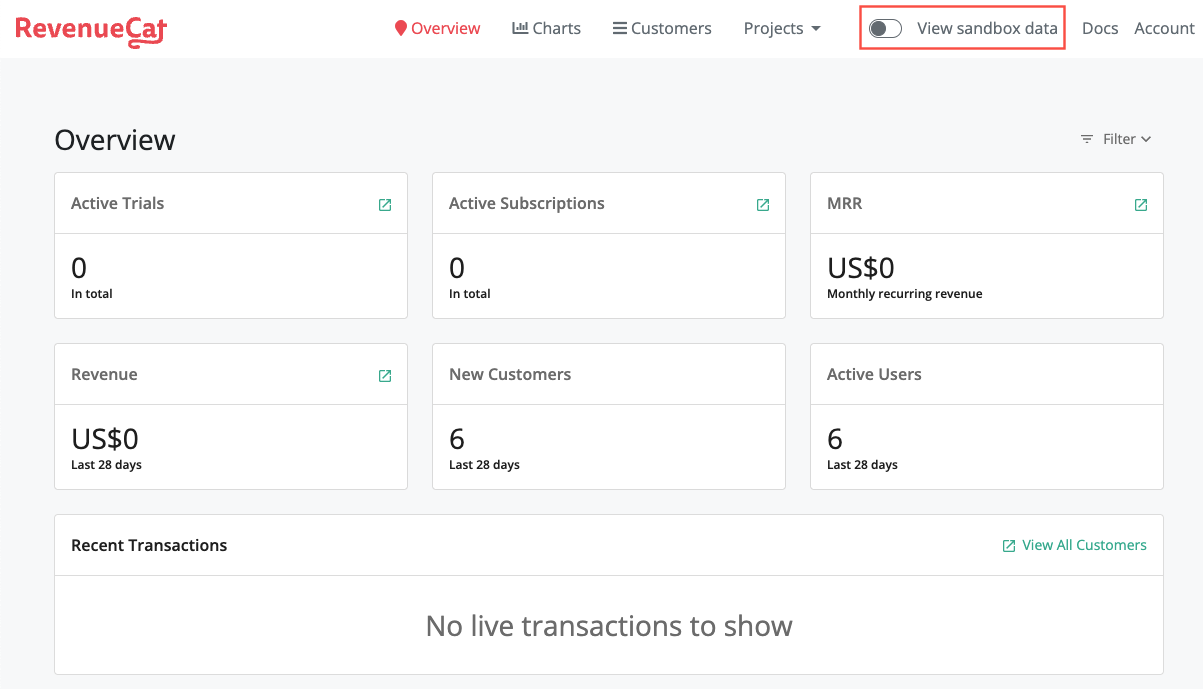 RevenueCat Overview Charts Customers Projects View sandbox data Docs Account
Overview Filter
Active Trials
0
In total
Active Subscriptions
0
In total
MRR
US$0
Monthly recurring revenue
Revenue
US$0
Last 28 days
New Customers
6
Last 28 days
Active Users
6
Last 28 days
Recent Transactions View All Customers
No live transactions to show